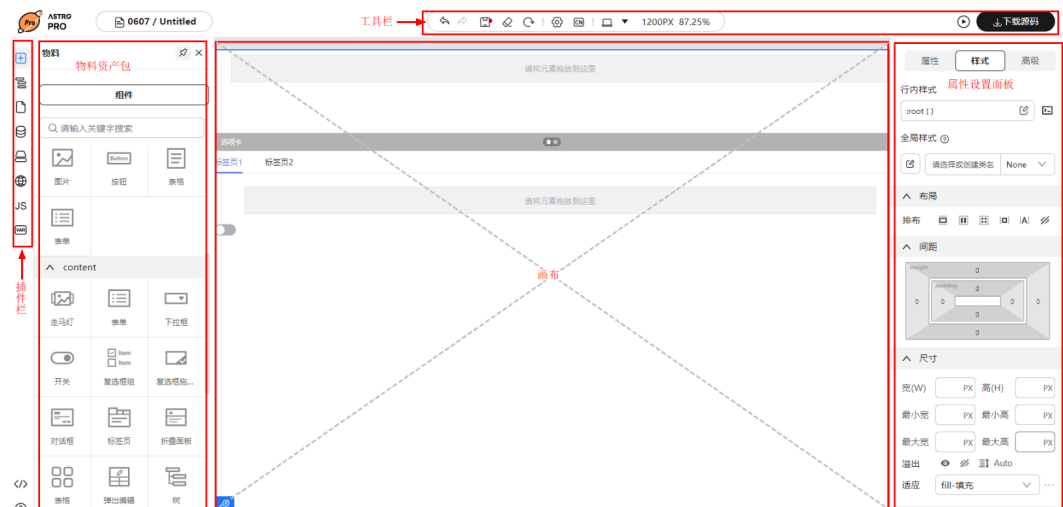 Pro
ASTRO
PRO
0607 / Untitled
工具栏
CN
1200PX 87.25%
下载源码
物料
物料资产包
组件
请输入关键字搜索
Button
图片
按钮
表格
表单
content
走马灯
表单
下拉框
Item
Item
开关
复选框组
复选框拖...
对话框
标签页
折叠面板
表格
弹出编辑
树
JS
VAR
插件栏
请将元素拖放到这里
选项卡
标签页1
标签页2
请将元素拖放到这里
画布
属性
样式
高级
属性设置面板
行内样式
:root { }
全局样式
请选择或创建类名
None
布局
排布
间距
margin
0
padding
0
0
0
0
0
0
0
尺寸
宽(W)
PX
高(H)
PX
最小宽
PX
最小高
PX
最大宽
PX
最大高
PX
溢出
Auto
适应
fill-填充